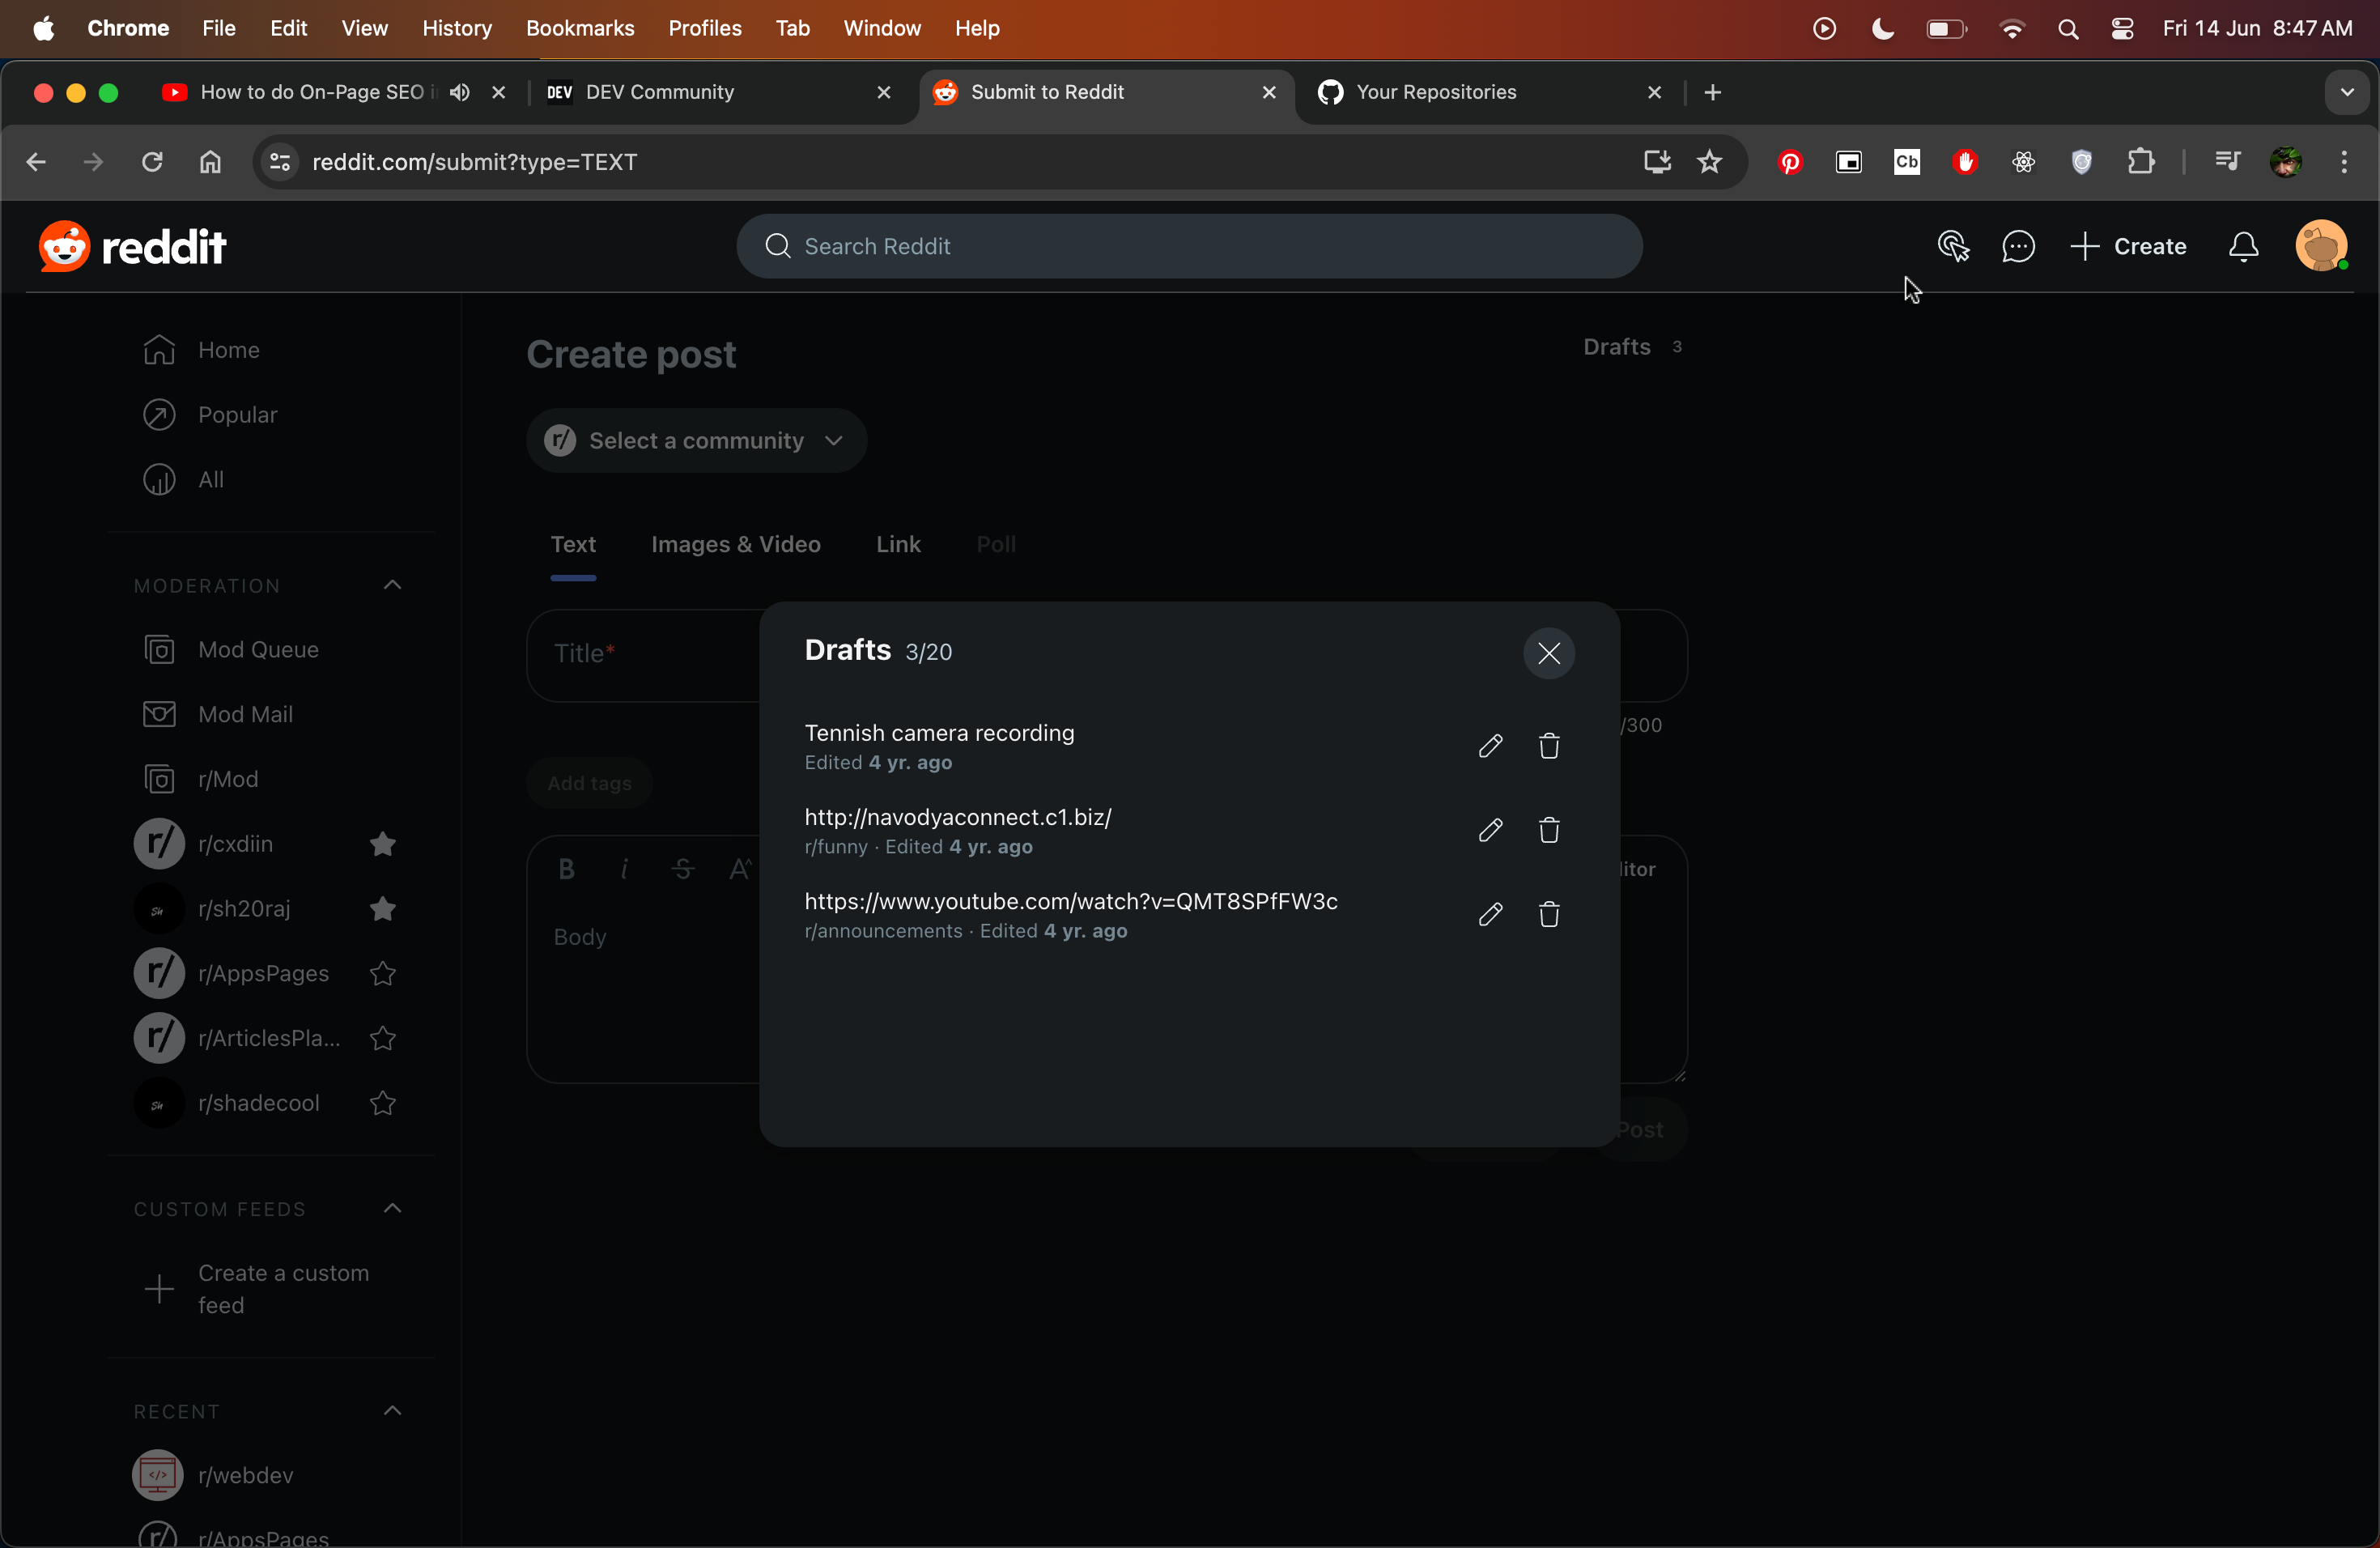 Chrome File Edit View History Bookmarks Profiles Tab Window Help Fri 14 Jun 8:47 AM
How to do On-Page SEO i
DEV DEV Community
Submit to Reddit
Your Repositories
reddit.com/submit?type=TEXT
Cb
reddit
Search Reddit
Create
Home
Popular
All
MODERATION
Mod Queue
Mod Mail
r/Mod
r/ r/cxdiin
SH r/sh20raj
r/ r/AppsPages
r/ r/ArticlesPla...
SH r/shadecool
CUSTOM FEEDS
Create a custom
feed
RECENT
</> r/webdev
r/ r/AppsPages
Create post
Drafts 3
r/ Select a community
Text Images & Video Link Poll
Title*
/300
Add tags
B i S A^
itor
Body
Post
Drafts 3/20
Tennish camera recording
Edited 4 yr. ago
http://navodyaconnect.c1.biz/
r/funny · Edited 4 yr. ago
https://www.youtube.com/watch?v=QMT8SPfFW3c
r/announcements · Edited 4 yr. ago